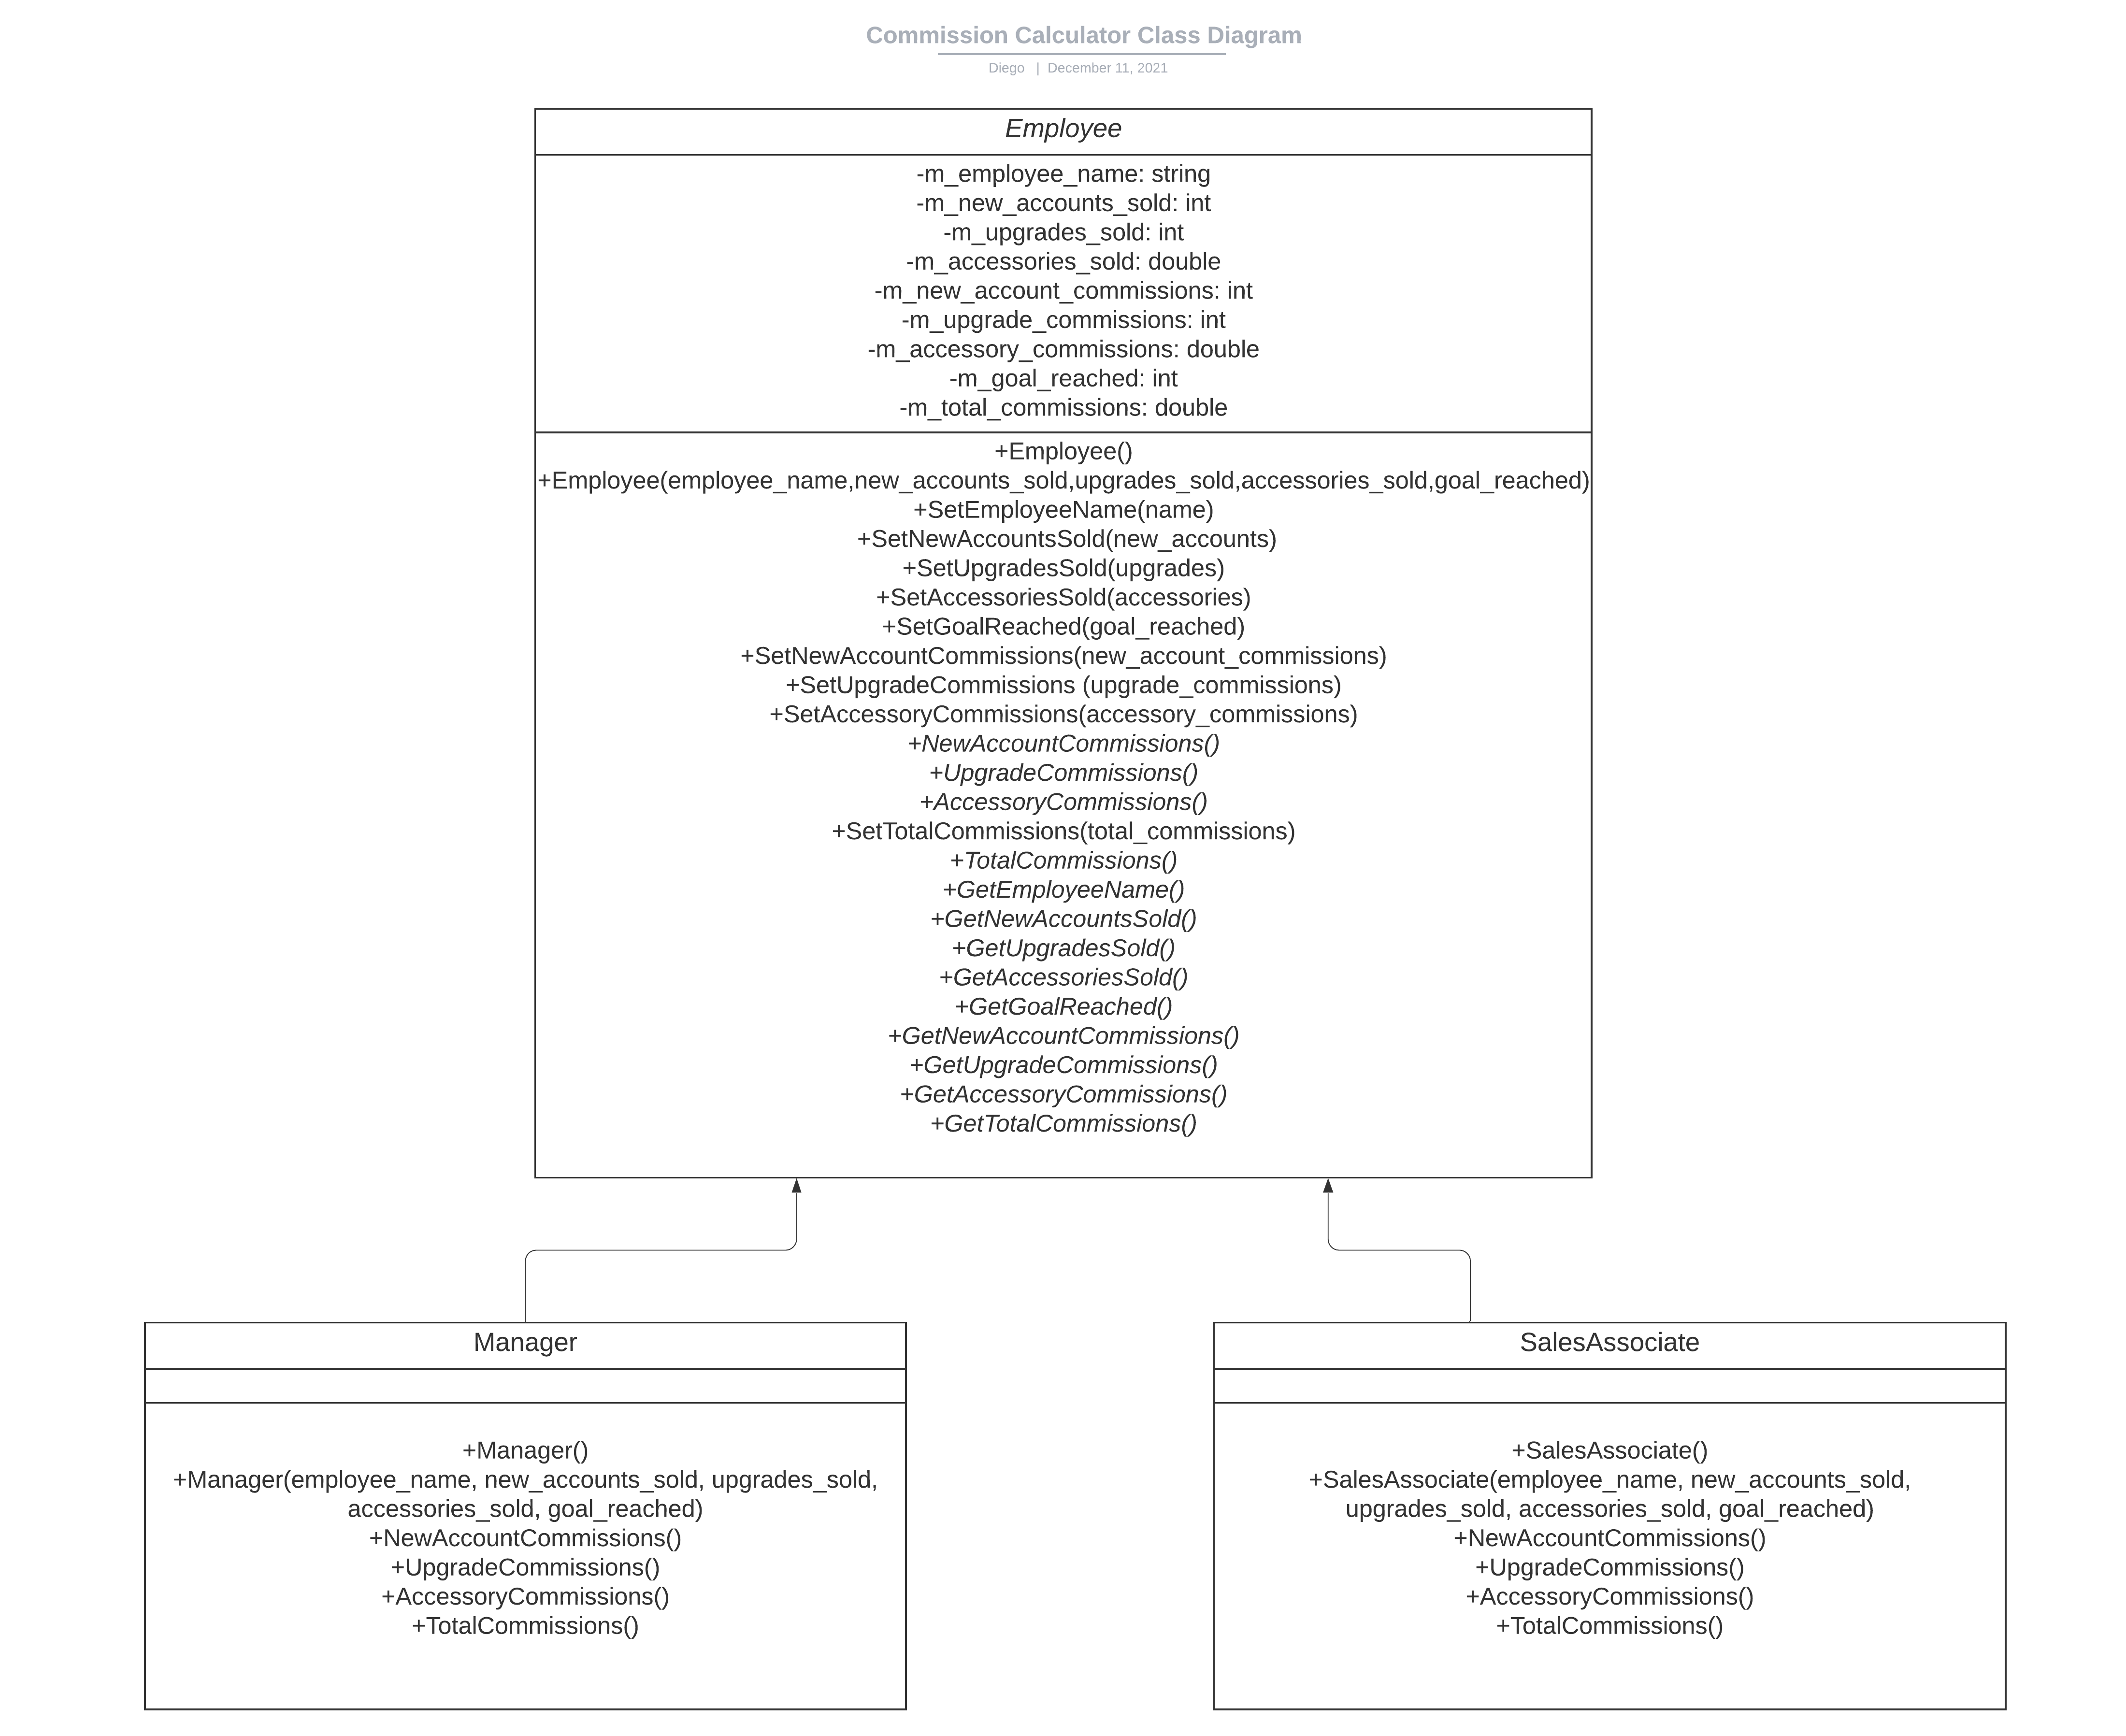 Commission Calculator Class Diagram
Diego | December 11, 2021
Employee
-m_employee_name: string
-m_new_accounts_sold: int
-m_upgrades_sold: int
-m_accessories_sold: double
-m_new_account_commissions: int
-m_upgrade_commissions: int
-m_accessory_commissions: double
-m_goal_reached: int
-m_total_commissions: double
+Employee()
+Employee(employee_name,new_accounts_sold,upgrades_sold,accessories_sold,goal_reached)
+SetEmployeeName(name)
+SetNewAccountsSold(new_accounts)
+SetUpgradesSold(upgrades)
+SetAccessoriesSold(accessories)
+SetGoalReached(goal_reached)
+SetNewAccountCommissions(new_account_commissions)
+SetUpgradeCommissions (upgrade_commissions)
+SetAccessoryCommissions(accessory_commissions)
+NewAccountCommissions()
+UpgradeCommissions()
+AccessoryCommissions()
+SetTotalCommissions(total_commissions)
+TotalCommissions()
+GetEmployeeName()
+GetNewAccountsSold()
+GetUpgradesSold()
+GetAccessoriesSold()
+GetGoalReached()
+GetNewAccountCommissions()
+GetUpgradeCommissions()
+GetAccessoryCommissions()
+GetTotalCommissions()
Manager
+Manager()
+Manager(employee_name, new_accounts_sold, upgrades_sold,
accessories_sold, goal_reached)
+NewAccountCommissions()
+UpgradeCommissions()
+AccessoryCommissions()
+TotalCommissions()
SalesAssociate
+SalesAssociate()
+SalesAssociate(employee_name, new_accounts_sold,
upgrades_sold, accessories_sold, goal_reached)
+NewAccountCommissions()
+UpgradeCommissions()
+AccessoryCommissions()
+TotalCommissions()